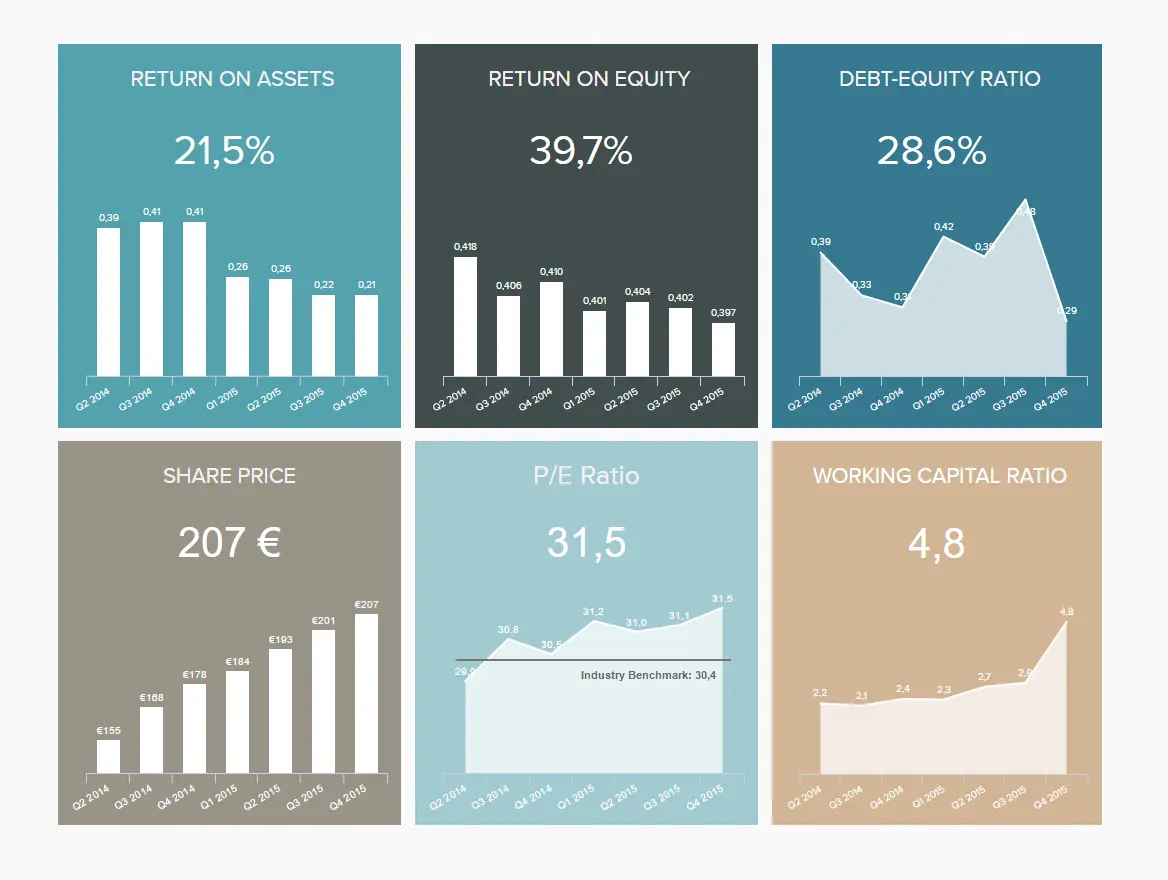 RETURN ON ASSETS
21,5%
0,39
0,41
0,41
0,26
0,26
0,22
0,21
Q2 2014
Q3 2014
Q4 2014
Q1 2015
Q2 2015
Q3 2015
Q4 2015
RETURN ON EQUITY
39,7%
0,418
0,406
0,410
0,401
0,404
0,402
0,397
Q2 2014
Q3 2014
Q4 2014
Q1 2015
Q2 2015
Q3 2015
Q4 2015
DEBT-EQUITY RATIO
28,6%
0,39
0,33
0,42
0,29
Q2 2014
Q3 2014
Q4 2014
Q1 2015
Q2 2015
Q3 2015
Q4 2015
SHARE PRICE
207 €
€155
€168
€178
€184
€193
€201
€207
Q2 2014
Q3 2014
Q4 2014
Q1 2015
Q2 2015
Q3 2015
Q4 2015
P/E Ratio
31,5
30,8
31,2
31,0
31,1
31,5
Industry Benchmark: 30,4
Q2 2014
Q3 2014
Q4 2014
Q1 2015
Q2 2015
Q3 2015
Q4 2015
WORKING CAPITAL RATIO
4,8
2,2
2,1
2,4
2,3
2,7
2,9
4,8
Q2 2014
Q3 2014
Q4 2014
Q1 2015
Q2 2015
Q3 2015
Q4 2015